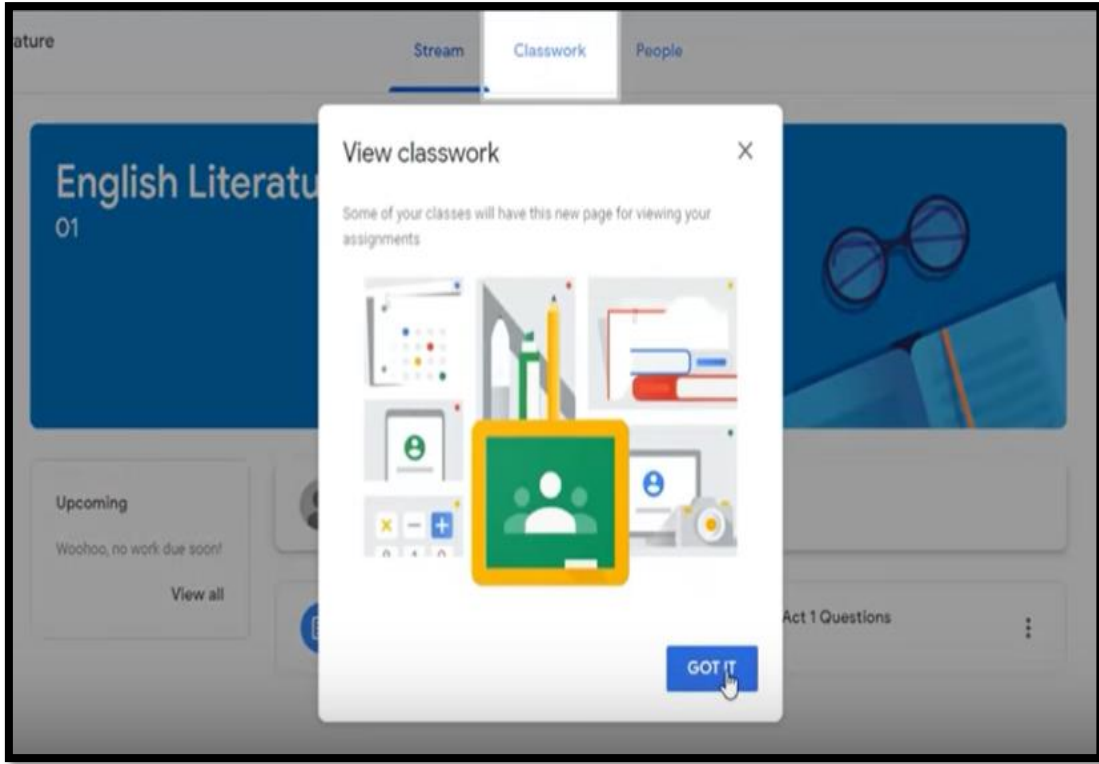 ature
Stream Classwork People
English Literatu
01
View classwork
Some of your classes will have this new page for viewing your
assignments
Upcoming
Woohoo, no work due soon!
View all
Act 1 Questions
GOT IT